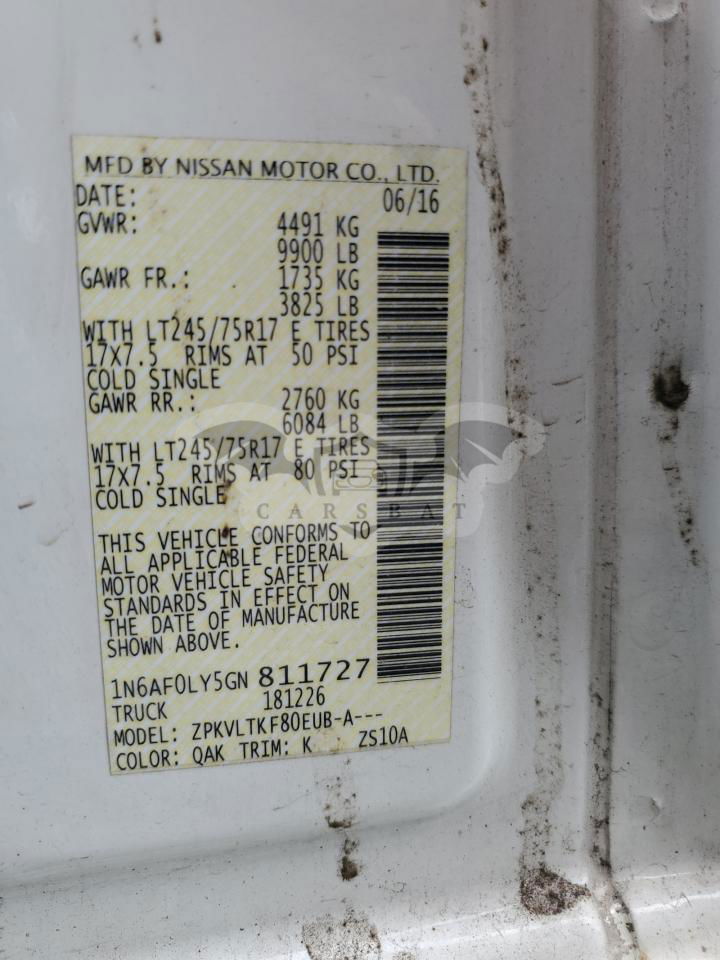 MFD BY NISSAN MOTOR CO., LTD.
DATE: 06/16
GVWR: 4491 KG
9900 LB
GAWR FR.: 1735 KG
3825 LB
WITH LT245/75R17 E TIRES
17X7.5 RIMS AT 50 PSI
COLD SINGLE
GAWR RR.: 2760 KG
6084 LB
WITH LT245/75R17 E TIRES
17X7.5 RIMS AT 80 PSI
COLD SINGLE
CARSBAT
THIS VEHICLE CONFORMS TO
ALL APPLICABLE FEDERAL
MOTOR VEHICLE SAFETY
STANDARDS IN EFFECT ON
THE DATE OF MANUFACTURE
SHOWN ABOVE.
1N6AF0LY5GN 811727
TRUCK 181226
MODEL: ZPKVLTKF80EUB-A---
COLOR: QAK TRIM: K ZS10A